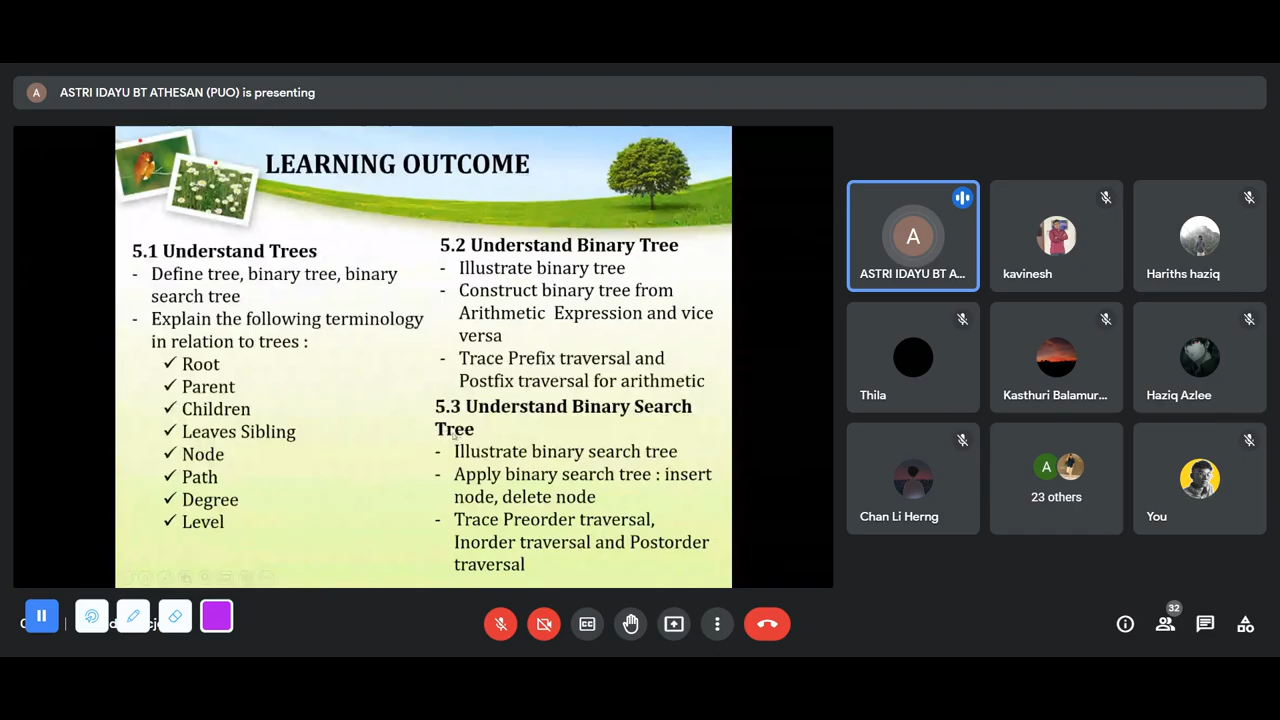 A
ASTRI IDAYU BT ATHESAN (PUO) is presenting
LEARNING OUTCOME
5.1 Understand Trees
- Define tree, binary tree, binary
search tree
- Explain the following terminology
in relation to trees :
✓ Root
✓ Parent
✓ Children
✓ Leaves Sibling
✓ Node
✓ Path
✓ Degree
✓ Level
5.2 Understand Binary Tree
- Illustrate binary tree
- Construct binary tree from
Arithmetic Expression and vice
versa
- Trace Prefix traversal and
Postfix traversal for arithmetic
5.3 Understand Binary Search
Tree
- Illustrate binary search tree
- Apply binary search tree : insert
node, delete node
- Trace Preorder traversal,
Inorder traversal and Postorder
traversal
A
ASTRI IDAYU BT A...
kavinesh
Hariths haziq
Thila
Kasthuri Balamur...
Haziq Azlee
Chan Li Herng
A
23 others
You
32